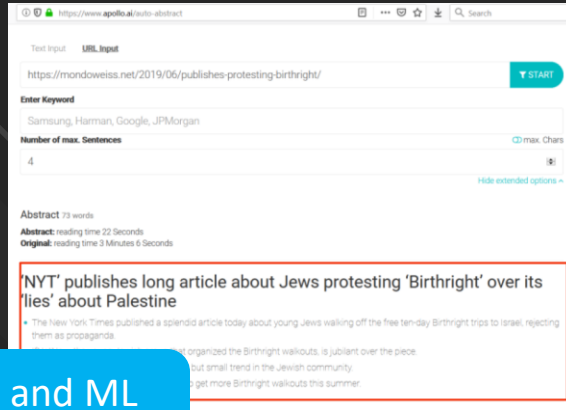 https://www.apollo.ai/auto-abstract
Search
Text Input URL Input
https://mondoweiss.net/2019/06/publishes-protesting-birthright/
START
Enter Keyword
Samsung, Harman, Google, JPMorgan
Number of max. Sentences
max. Chars
4
Hide extended options
Abstract 73 words
Abstract: reading time 22 Seconds
Original: reading time 3 Minutes 6 Seconds
'NYT' publishes long article about Jews protesting 'Birthright' over its
'lies' about Palestine
The New York Times published a splendid article today about young Jews walking off the free ten-day Birthright trips to Israel, rejecting
them as propaganda.
organized the Birthright walkouts, is jubilant over the piece.
but small trend in the Jewish community.
get more Birthright walkouts this summer.
and ML